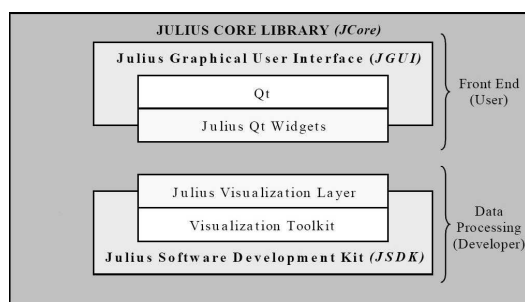 JULIUS CORE LIBRARY (JCore)
Julius Graphical User Interface (JGUI)
Qt
Julius Qt Widgets
Front End
(User)
Julius Visualization Layer
Visualization Toolkit
Julius Software Development Kit (JSDK)
Data
Processing
(Developer)